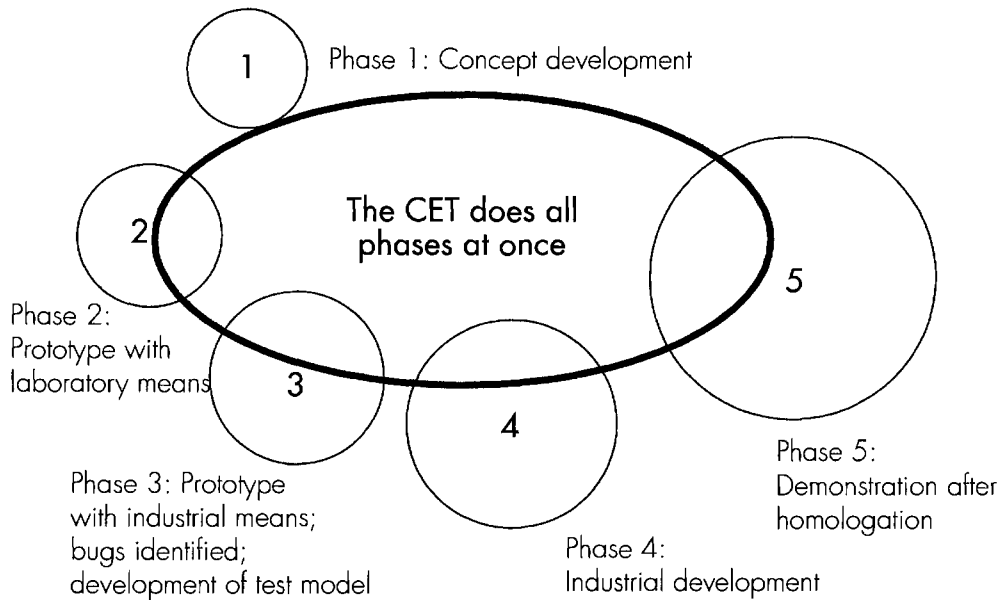 1
Phase 1: Concept development
The CET does all
phases at once
2
5
Phase 2:
Prototype with
laboratory means
3
4
Phase 5:
Demonstration after
homologation
Phase 3: Prototype
with industrial means;
bugs identified;
development of test model
Phase 4:
Industrial development